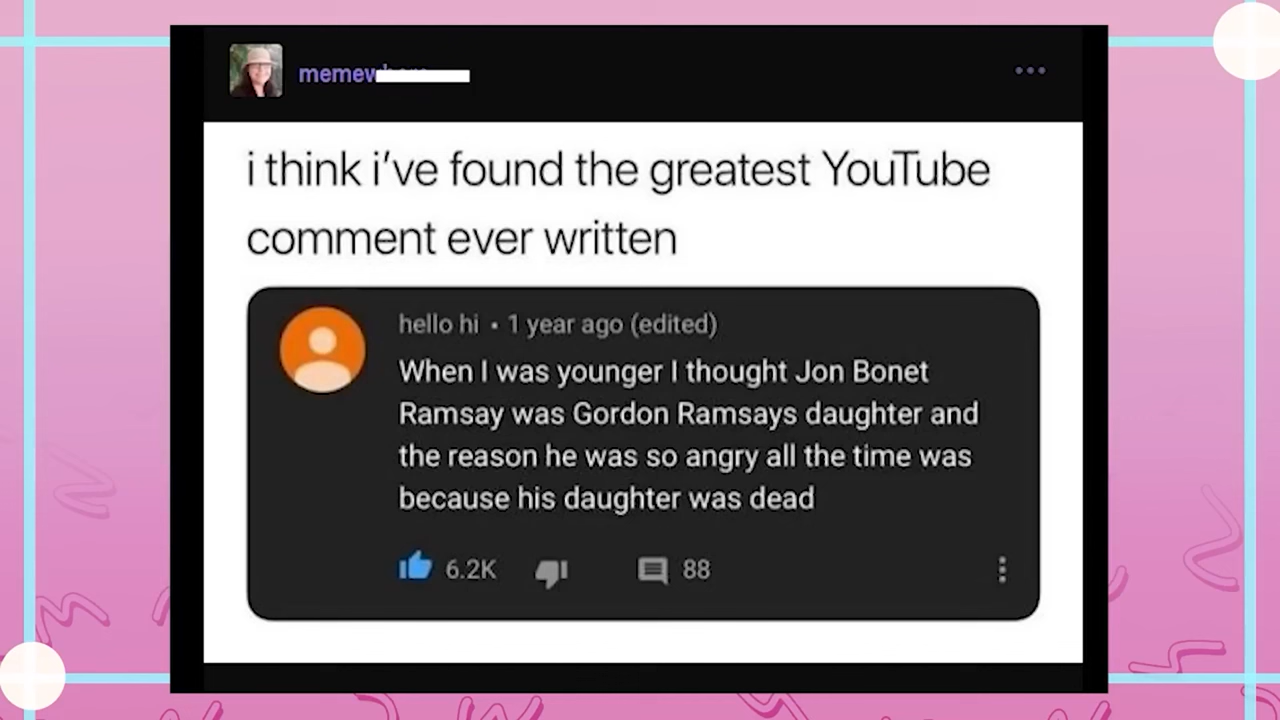 i think i've found the greatest YouTube
comment ever written
hello hi • 1 year ago (edited)
When I was younger I thought Jon Bonet
Ramsay was Gordon Ramsays daughter and
the reason he was so angry all the time was
because his daughter was dead
6.2K 88